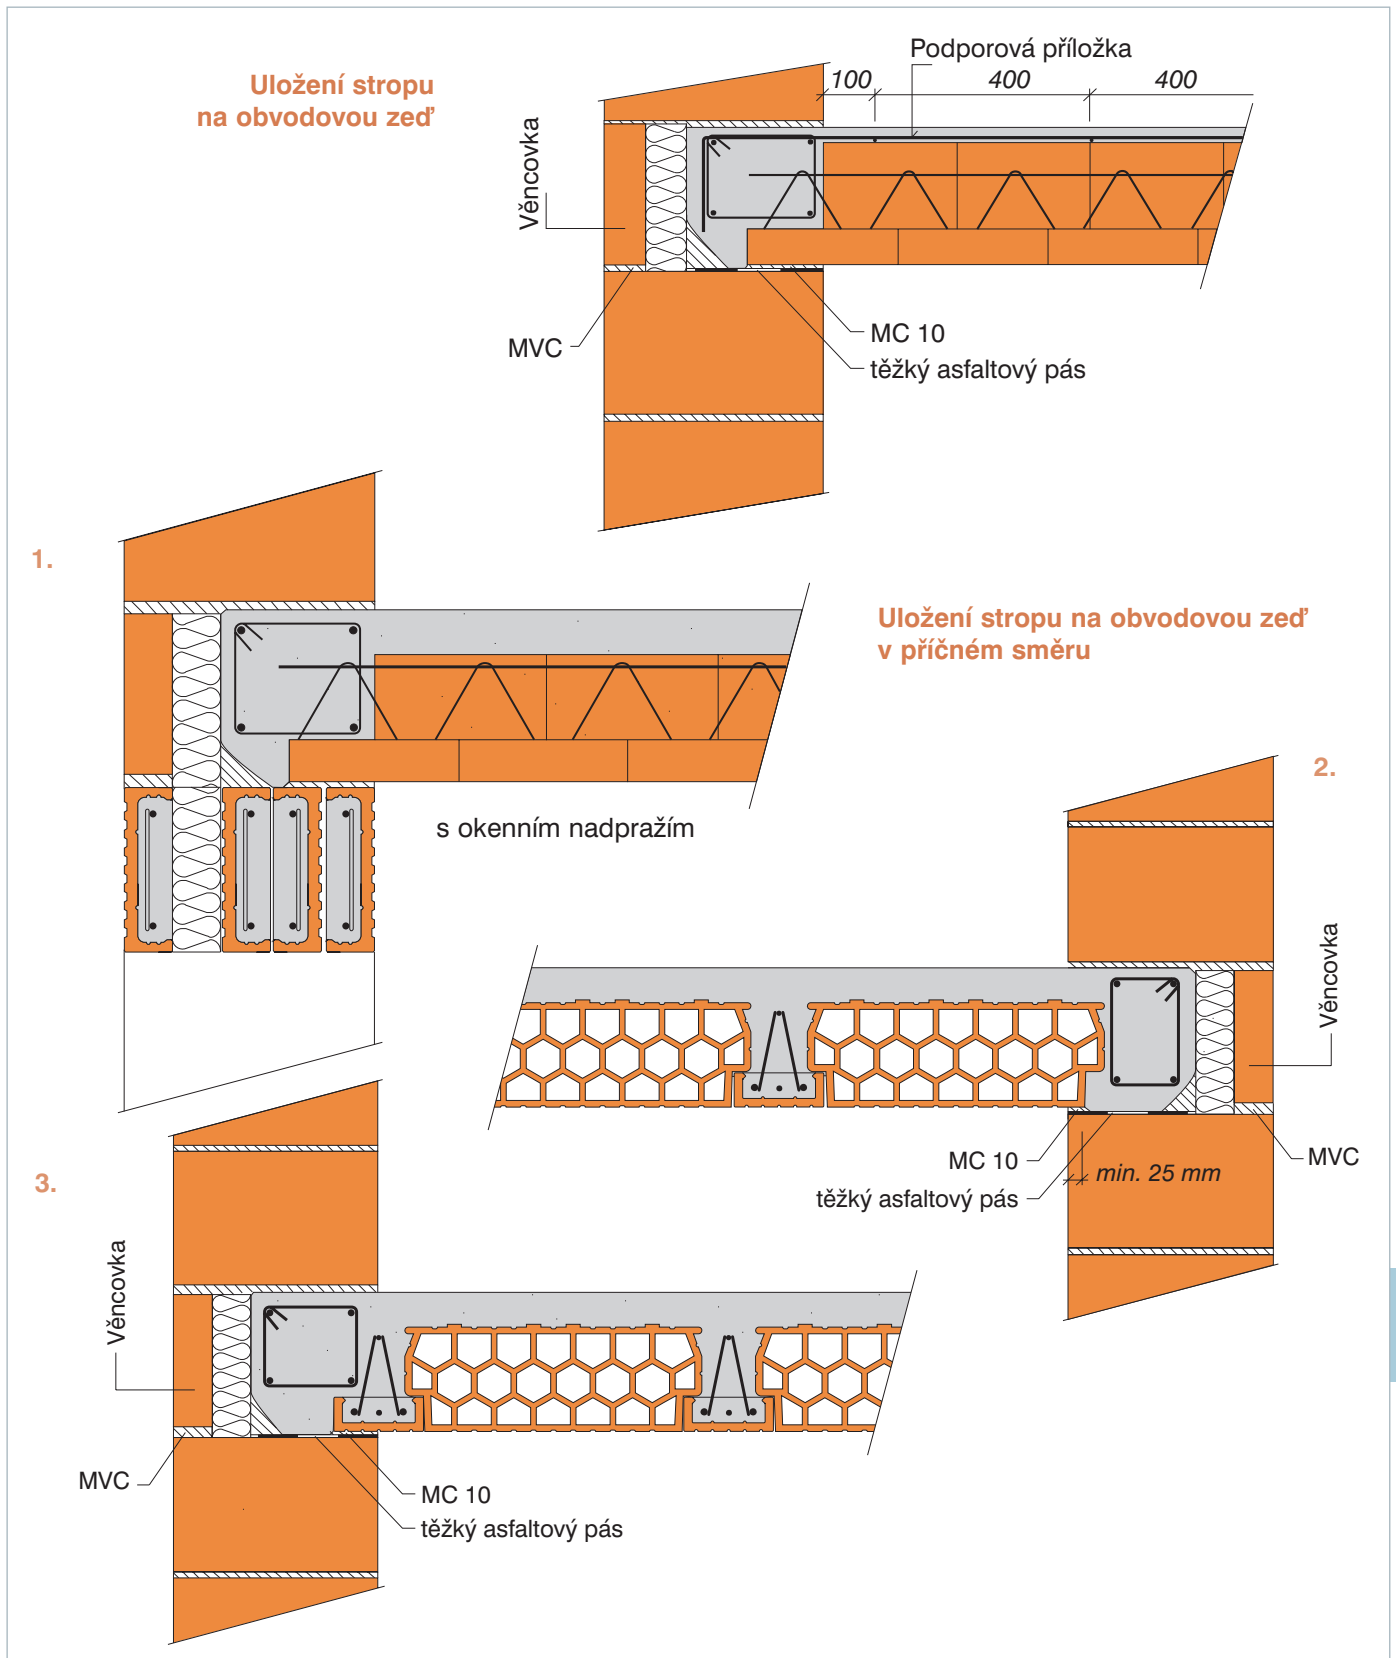 Uložení stropu
na obvodovou zeď
Podporová příložka
100
400
400
Věncovka
MVC
MC 10
těžký asfaltový pás
1.
Uložení stropu na obvodovou zeď
v příčném směru
s okenním nadpražím
2.
Věncovka
MC 10
min. 25 mm
MVC
těžký asfaltový pás
3.
Věncovka
MVC
MC 10
těžký asfaltový pás